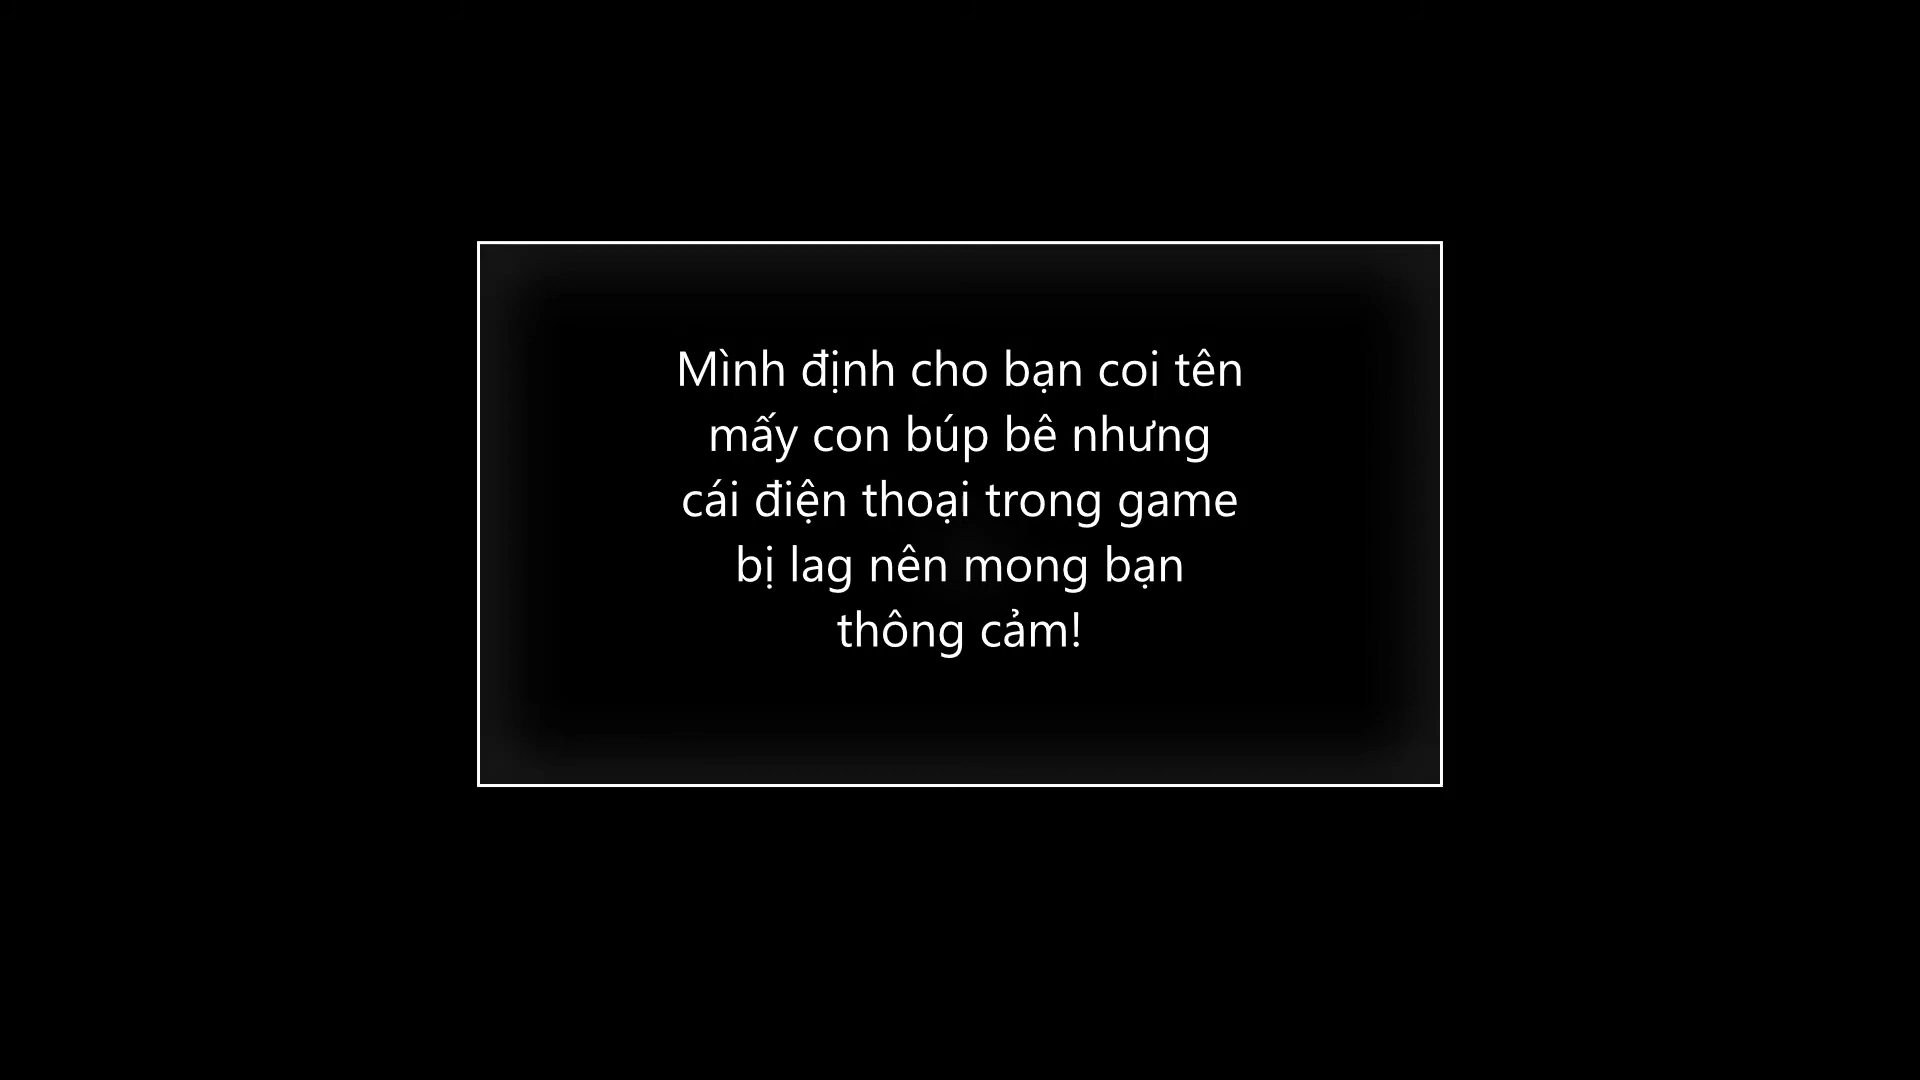 Mình định cho bạn coi tên
mấy con búp bê nhưng
cái điện thoại trong game
bị lag nên mong bạn
thông cảm!